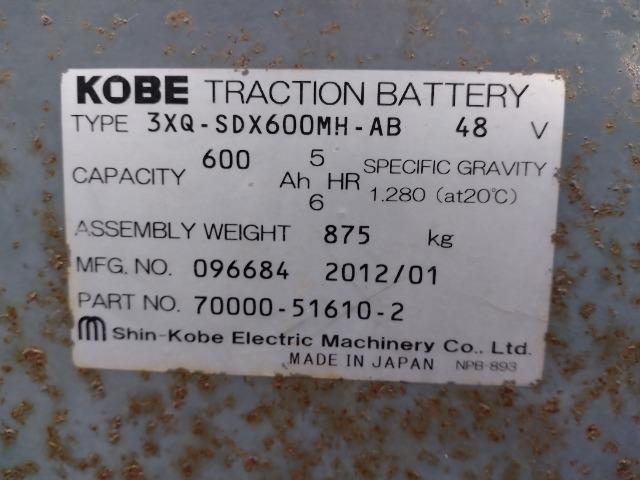 KOBE TRACTION BATTERY
TYPE 3XQ-SDX600MH-AB 48 V
CAPACITY 600 Ah 5 HR 6
SPECIFIC GRAVITY
1.280 (at20℃)
ASSEMBLY WEIGHT 875 kg
MFG. NO. 096684 2012/01
PART NO. 70000-51610-2
Shin-Kobe Electric Machinery Co., Ltd.
MADE IN JAPAN NPB-893